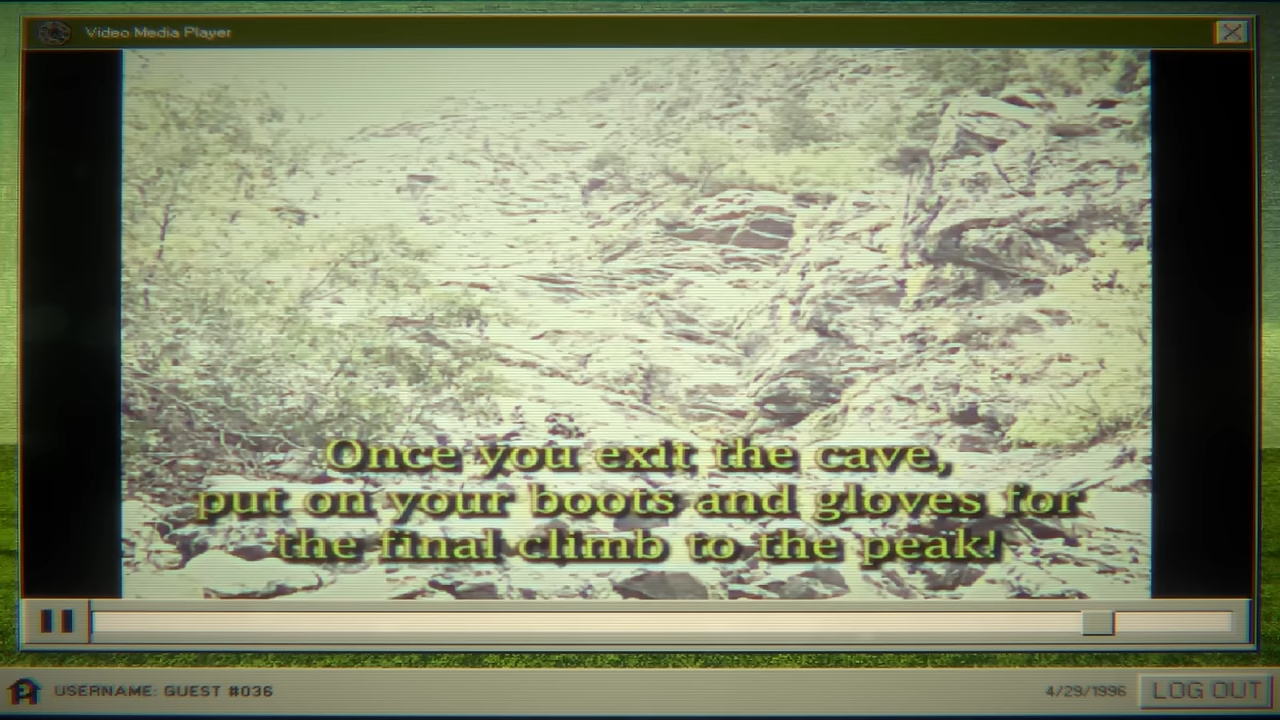 Video Media Player
Once you exit the cave,
put on your boots and gloves for
the final climb to the peak!
USERNAME: GUEST #036
4/29/1996
LOG OUT